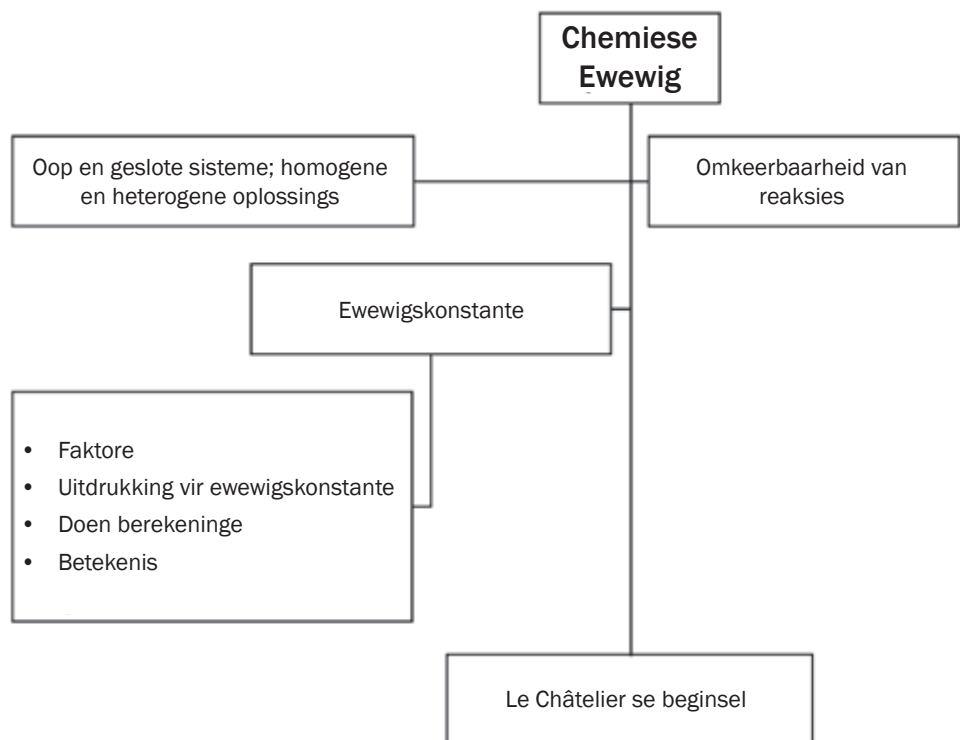 Chemiese
Ewewig
Oop en geslote sisteme; homogene
en heterogene oplossings
Omkeerbaarheid van
reaksies
Ewewigskonstante
• Faktore
• Uitdrukking vir ewewigskonstante
• Doen berekeninge
• Betekenis
Le Châtelier se beginsel